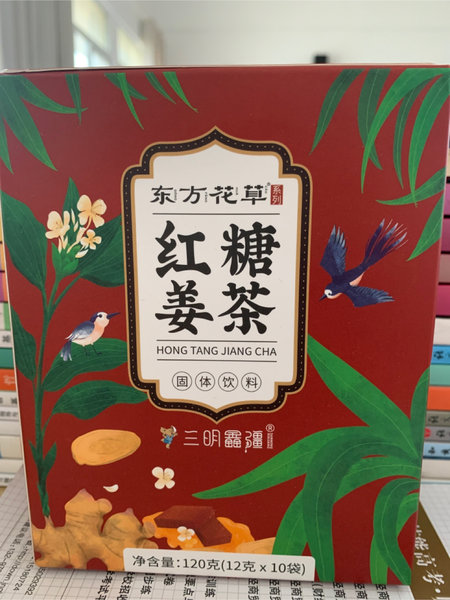 东方花草系列
红糖
姜茶
HONG TANG JIANG CHA
固体饮料
三明鑫疆®
净含量：120克(12克 x 10袋)